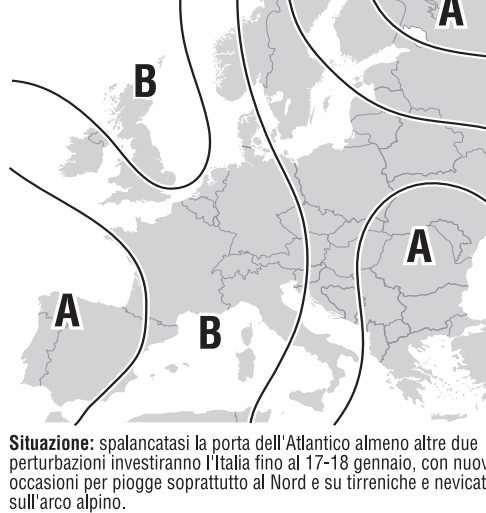 A
B
A
A
B
Situazione: spalancatasi la porta dell'Atlantico almeno altre due
perturbazioni investiranno l'Italia fino al 17-18 gennaio, con nuov
occasioni per piogge soprattutto al Nord e su tirreniche e nevicat
sull'arco alpino.